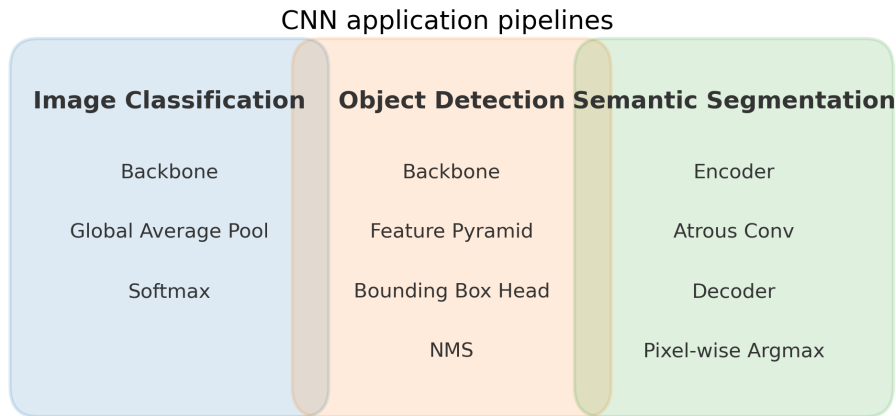 CNN application pipelines
Image Classification
Backbone
Global Average Pool
Softmax
Object Detection
Backbone
Feature Pyramid
Bounding Box Head
NMS
Semantic Segmentation
Encoder
Atrous Conv
Decoder
Pixel-wise Argmax